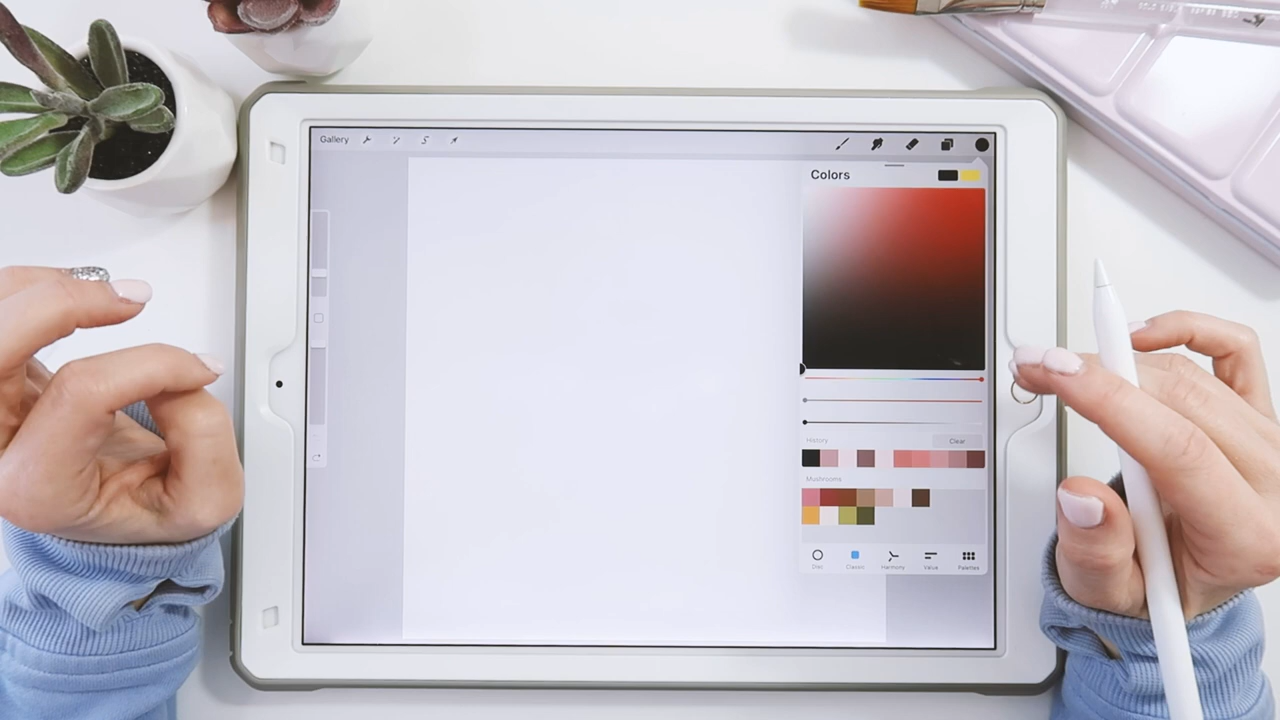 Gallery
Colors
History Clear
Mushrooms
Disc Classic Harmony Value Palettes